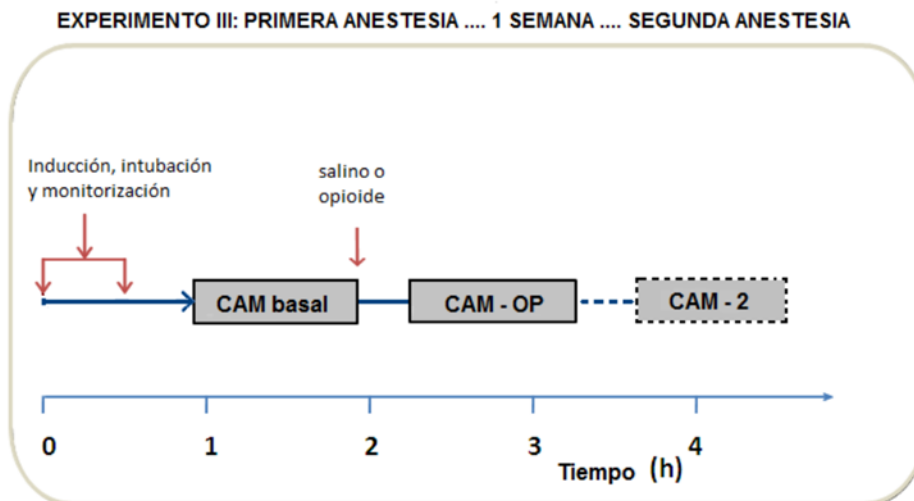 EXPERIMENTO III: PRIMERA ANESTESIA .... 1 SEMANA .... SEGUNDA ANESTESIA
Inducción, intubación
y monitorización
salino o
opioide
CAM basal
CAM - OP
CAM - 2
0
1
2
3
4
Tiempo (h)